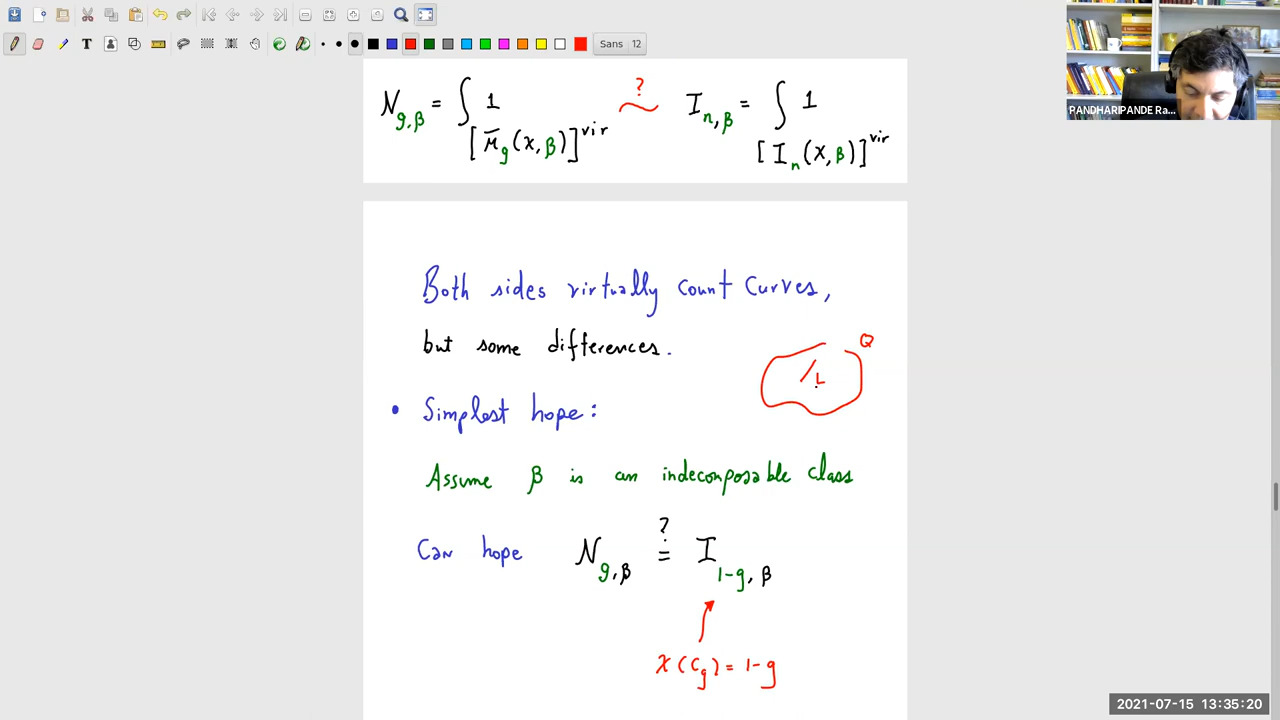 Sans 12
PANDHARIPANDE Ra...
N_{g,β} = ∫_{[M̄_g(X,β)]^{vir}} 1 ?∼ I_{n,β} = ∫_{[I_n(X,β)]^{vir}} 1
Both sides virtually count curves,
but some differences.
Q
L
• Simplest hope:
Assume β is an indecomposable class
Can hope N_{g,β} ?= I_{1-g,β}
χ(C_g) = 1-g
2021-07-15 13:35:20